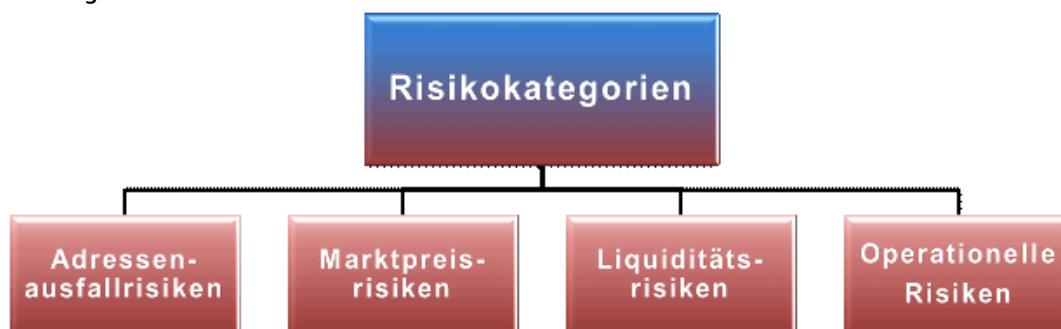 Risikokategorien
Adressen-
ausfallrisiken
Marktpreis-
risiken
Liquiditäts-
risiken
Operationelle
Risiken